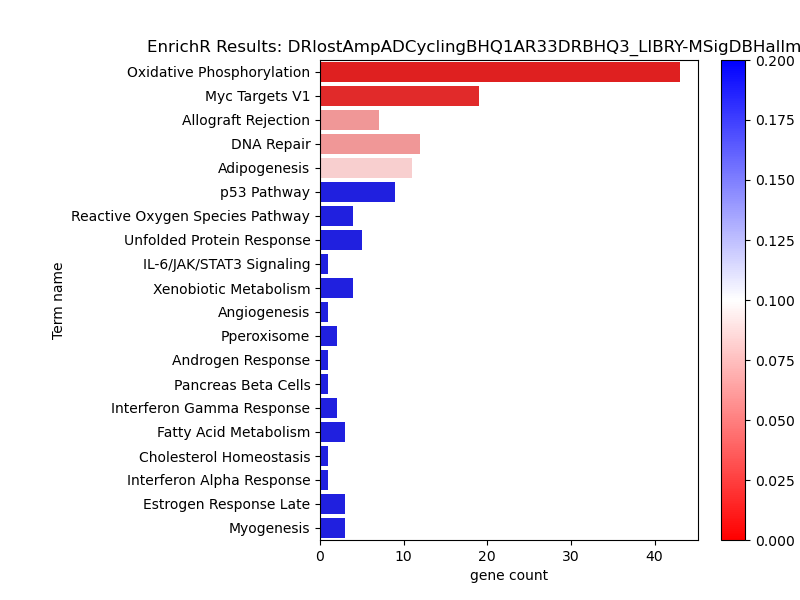 EnrichR Results: DRlostAmpADCyclingBHQ1AR33DRBHQ3_LIBRY-MSigDBHallm
Term name
Oxidative Phosphorylation
Myc Targets V1
Allograft Rejection
DNA Repair
Adipogenesis
p53 Pathway
Reactive Oxygen Species Pathway
Unfolded Protein Response
IL-6/JAK/STAT3 Signaling
Xenobiotic Metabolism
Angiogenesis
Pperoxisome
Androgen Response
Pancreas Beta Cells
Interferon Gamma Response
Fatty Acid Metabolism
Cholesterol Homeostasis
Interferon Alpha Response
Estrogen Response Late
Myogenesis
0 10 20 30 40
gene count
0.200
0.175
0.150
0.125
0.100
0.075
0.050
0.025
0.000